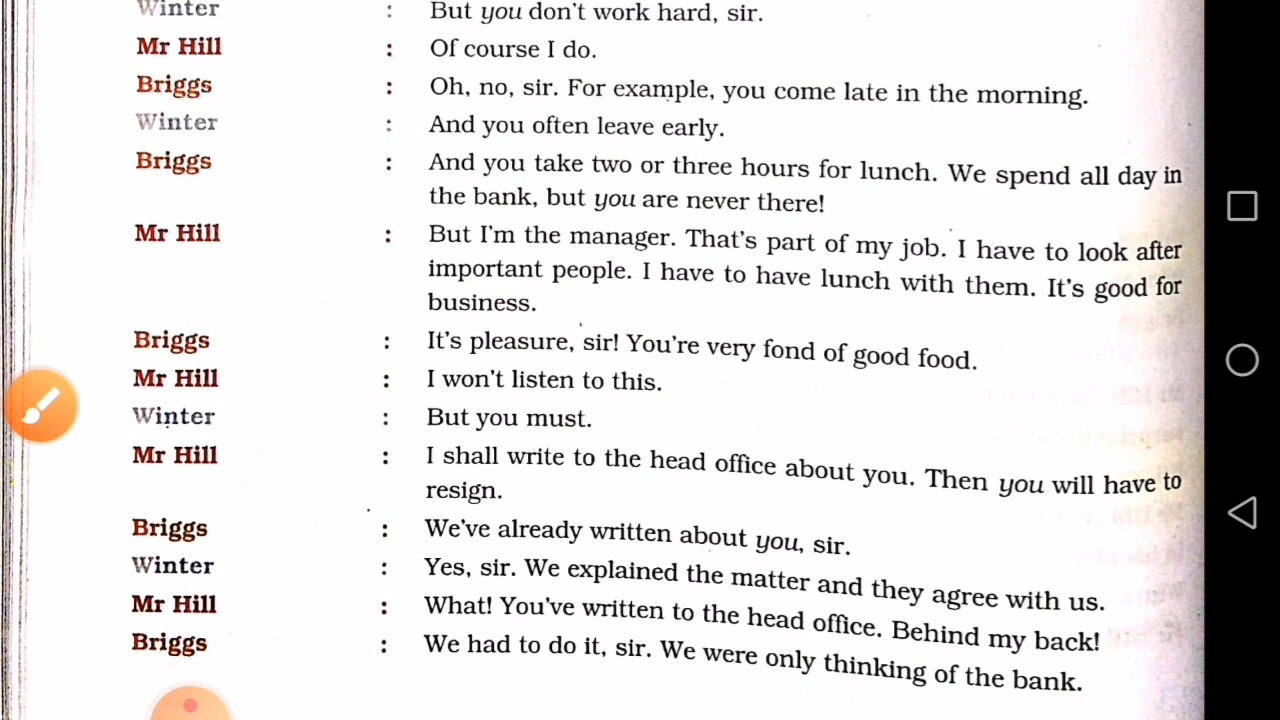 Winter : But you don't work hard, sir.
Mr Hill : Of course I do.
Briggs : Oh, no, sir. For example, you come late in the morning.
Winter : And you often leave early.
Briggs : And you take two or three hours for lunch. We spend all day in
the bank, but you are never there!
Mr Hill : But I'm the manager. That's part of my job. I have to look after
important people. I have to have lunch with them. It's good for
business.
Briggs : It's pleasure, sir! You're very fond of good food.
Mr Hill : I won't listen to this.
Winter : But you must.
Mr Hill : I shall write to the head office about you. Then you will have to
resign.
Briggs : We've already written about you, sir.
Winter : Yes, sir. We explained the matter and they agree with us.
Mr Hill : What! You've written to the head office. Behind my back!
Briggs : We had to do it, sir. We were only thinking of the bank.